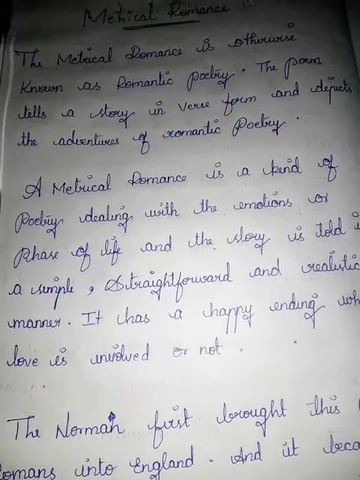 Metrical Romance
The Metrical Romance is otherwise
known as Romantic poetry. The poem
tells a story in verse form and depicts
the adventures of romantic Poetry.
A Metrical Romance is a kind of
Poetry dealing with the emotions or
Phase of life and the story is told i
a simple, Straightforward and realistic
manner. It has a happy ending wh
love is involved or not.
The Norman first brought this
omans into England. And it beca